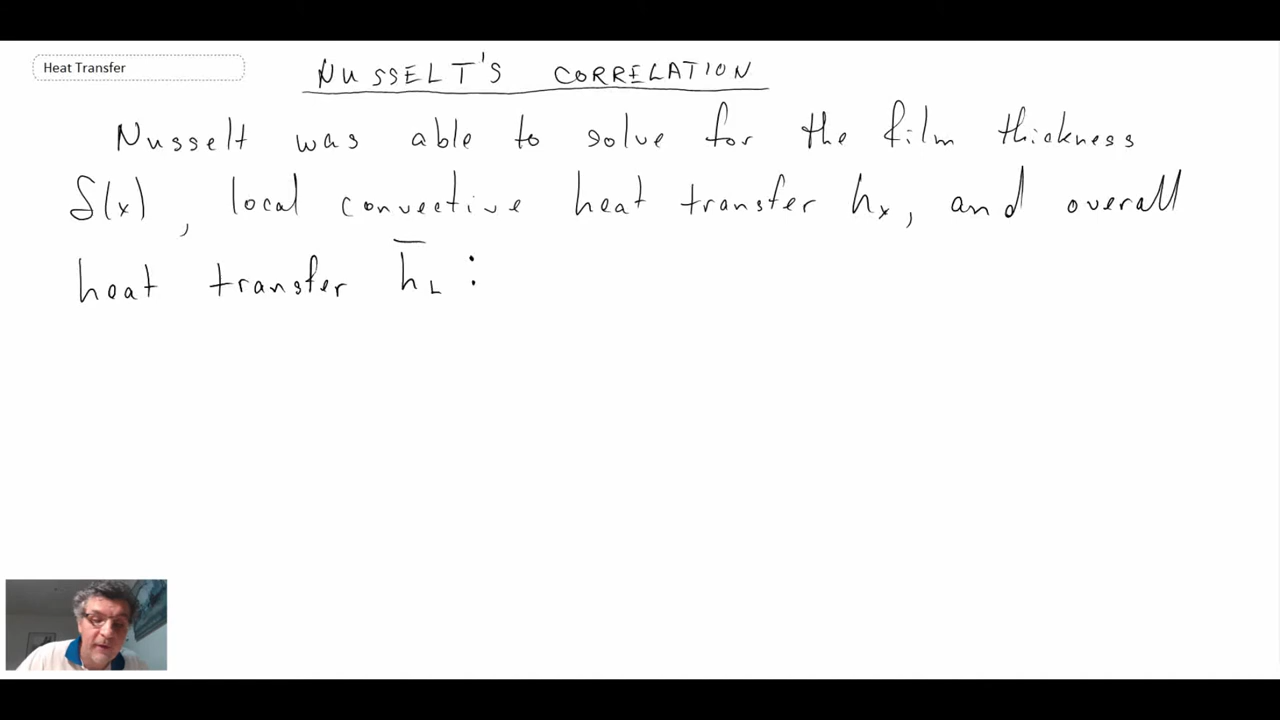 Heat Transfer
NUSSELT'S CORRELATION
Nusselt was able to solve for the film thickness
δ(x), local convective heat transfer hₓ, and overall
heat transfer h̅_L :